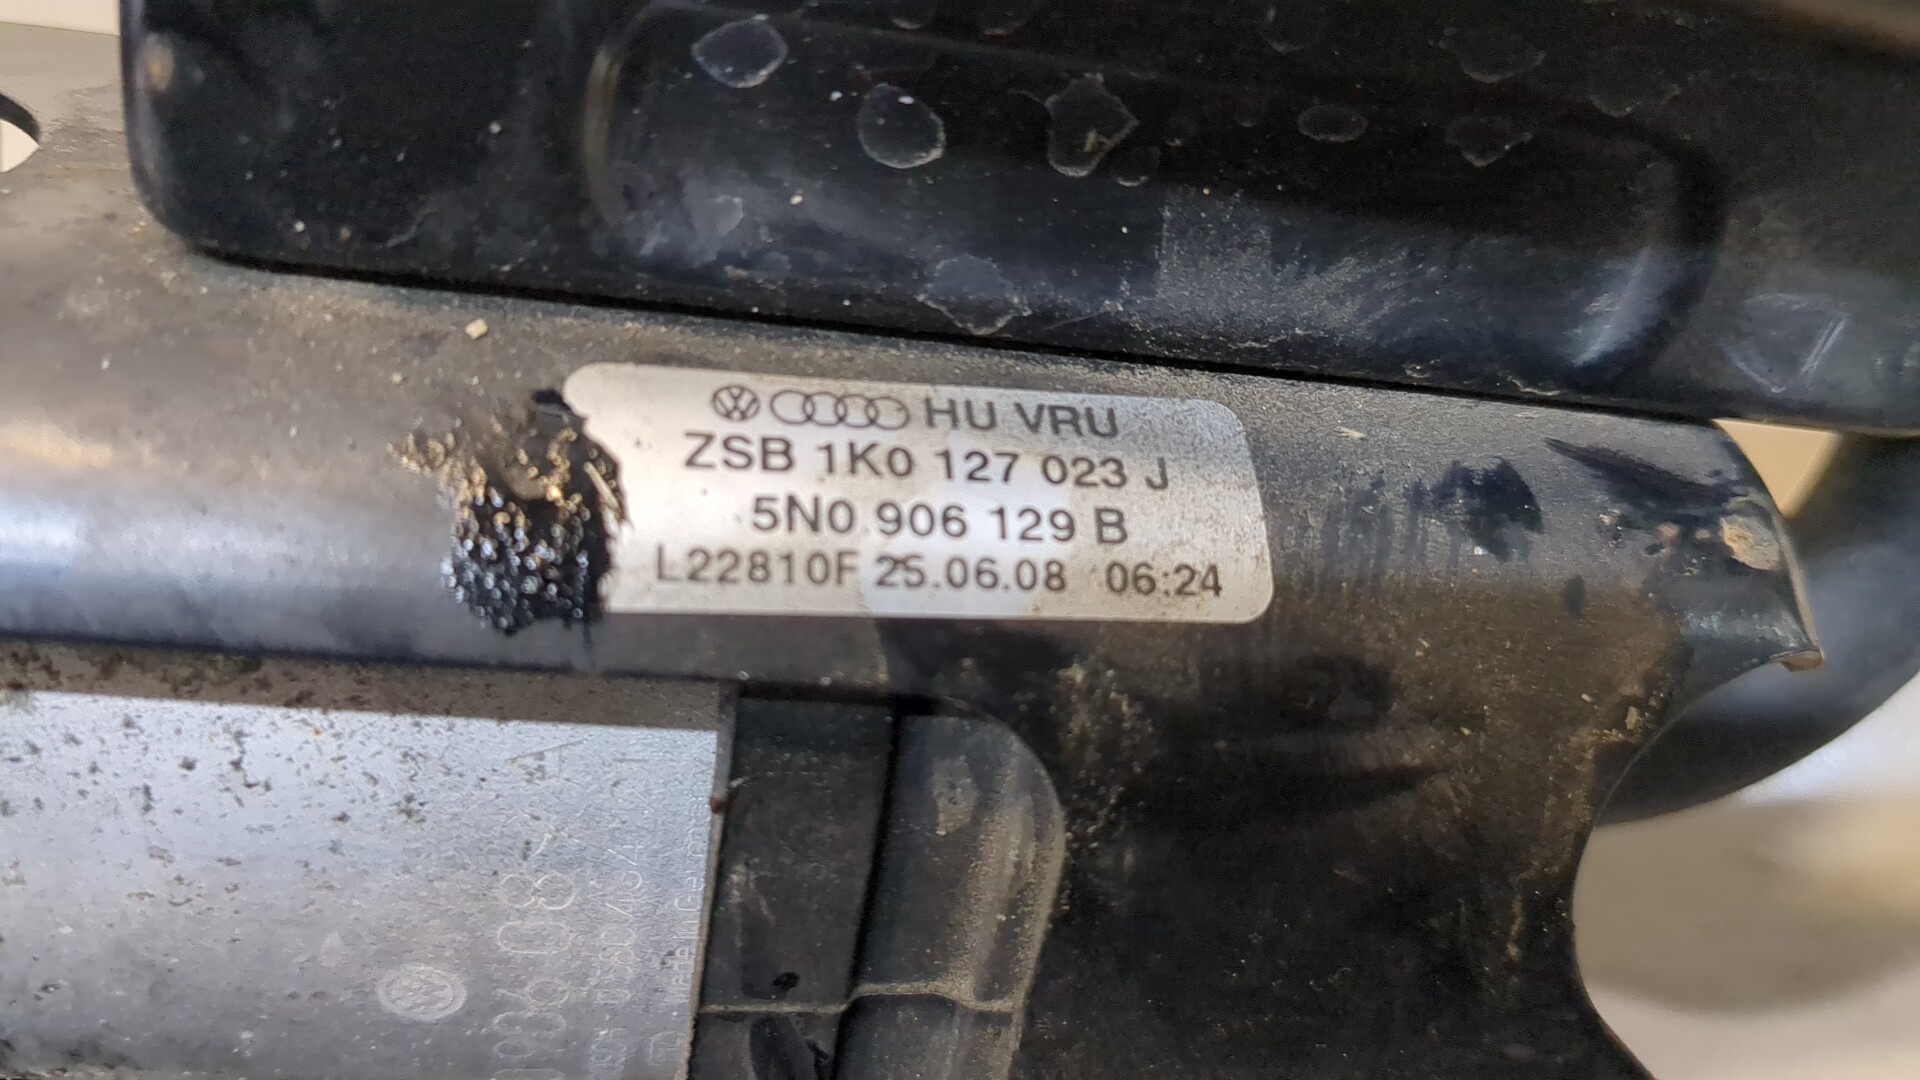 HU VRU
ZSB 1K0 127 023 J
5N0 906 129 B
L22810F 25.06.08 06:24